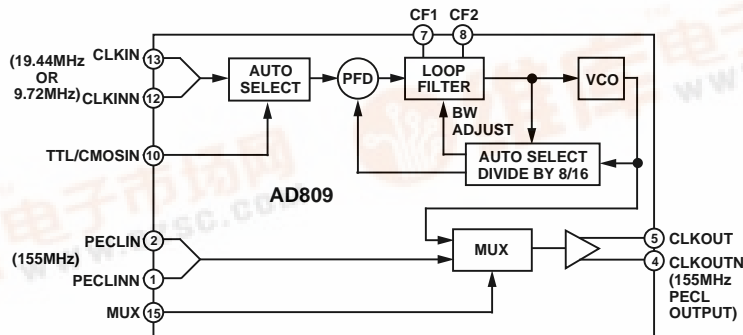 CF1 CF2
7 8
(19.44MHz OR 9.72MHz)
CLKIN 13
CLKINN 12
AUTO SELECT
PFD
LOOP FILTER
VCO
BW ADJUST
TTL/CMOSIN 10
AUTO SELECT DIVIDE BY 8/16
AD809
PECLIN 2
(155MHz)
PECLINN 1
MUX
5 CLKOUT
4 CLKOUTN
(155MHz PECL OUTPUT)
MUX 15